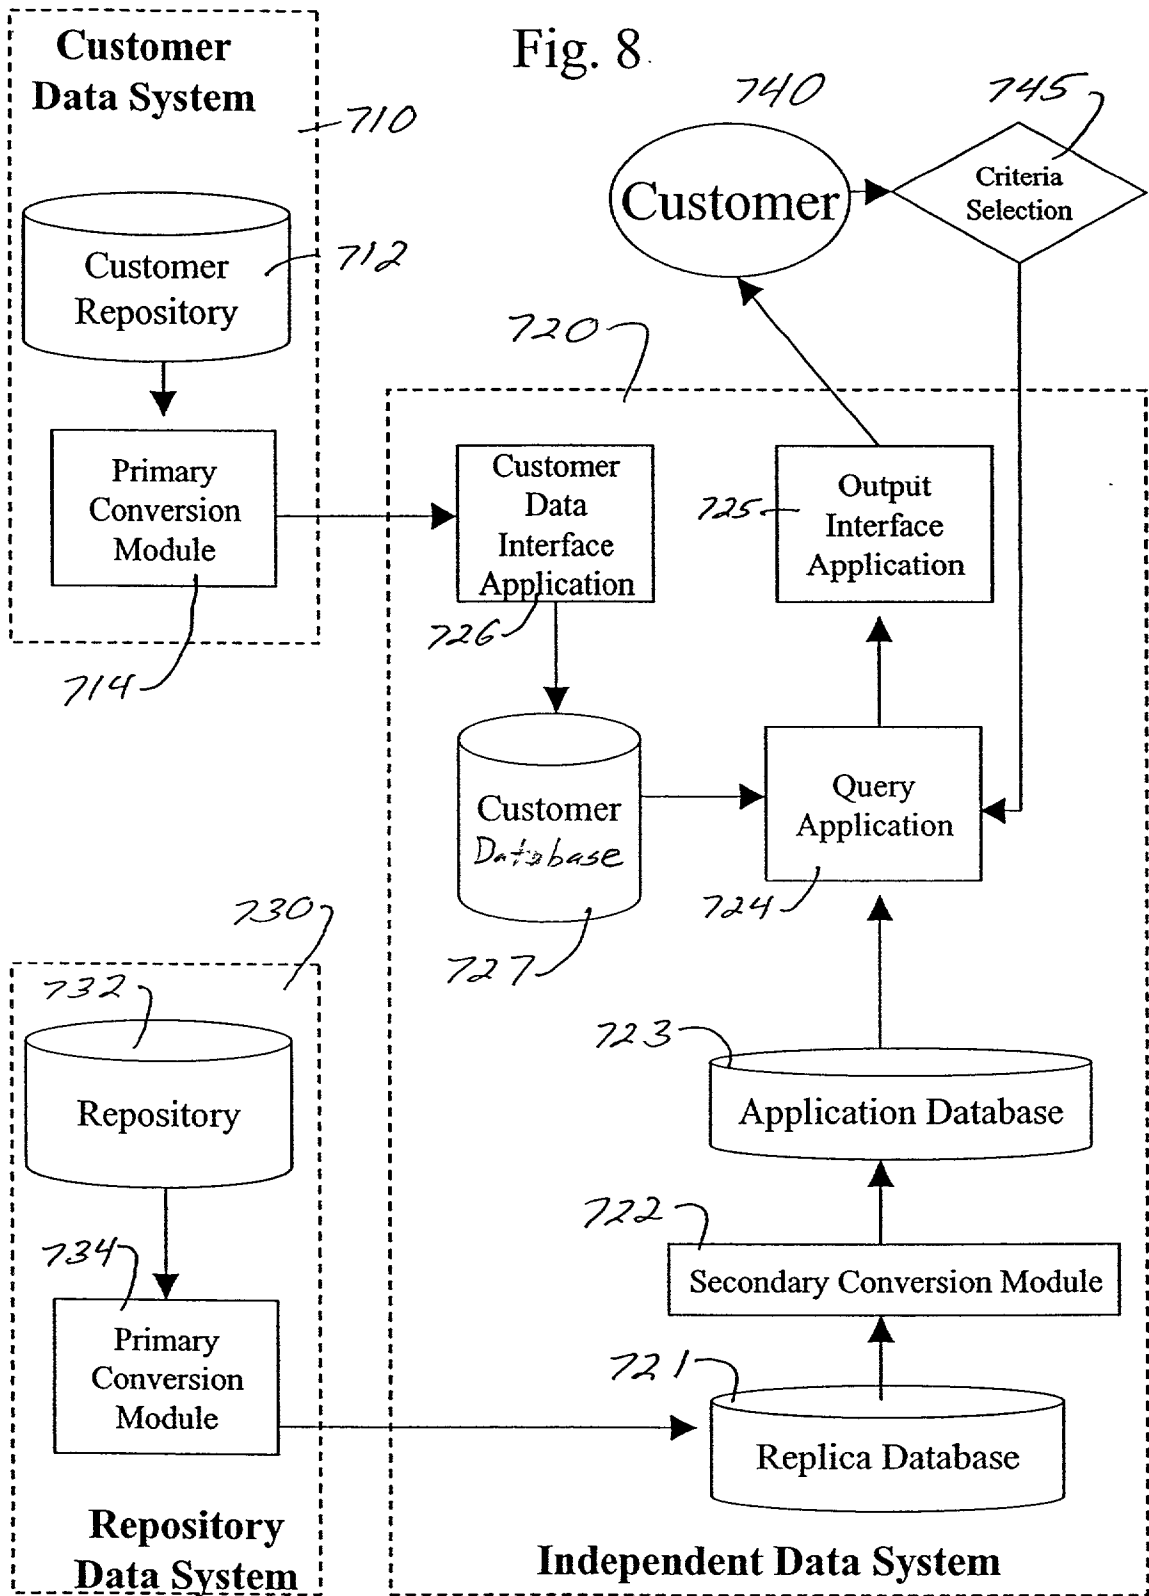 Fig. 8
Customer
Data System
710
Customer
Repository
712
Primary
Conversion
Module
714
740
Customer
745
Criteria
Selection
720
Customer
Data
Interface
Application
726
Output
Interface
Application
725
Customer
Database
727
Query
Application
724
730
732
Repository
734
Primary
Conversion
Module
Repository
Data System
723
Application Database
722
Secondary Conversion Module
721
Replica Database
Independent Data System